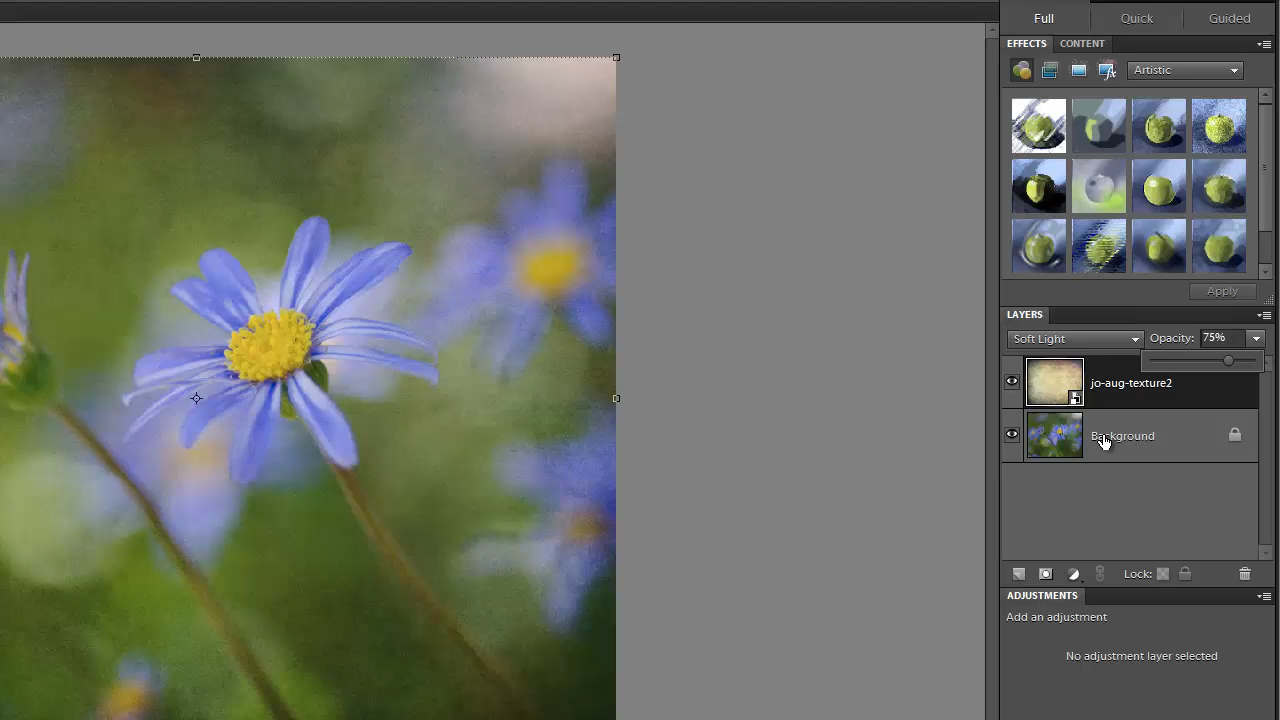 Full Quick Guided
EFFECTS CONTENT
Artistic
Apply
LAYERS
Soft Light Opacity: 75%
jo-aug-texture2
Background
Lock:
ADJUSTMENTS
Add an adjustment
No adjustment layer selected